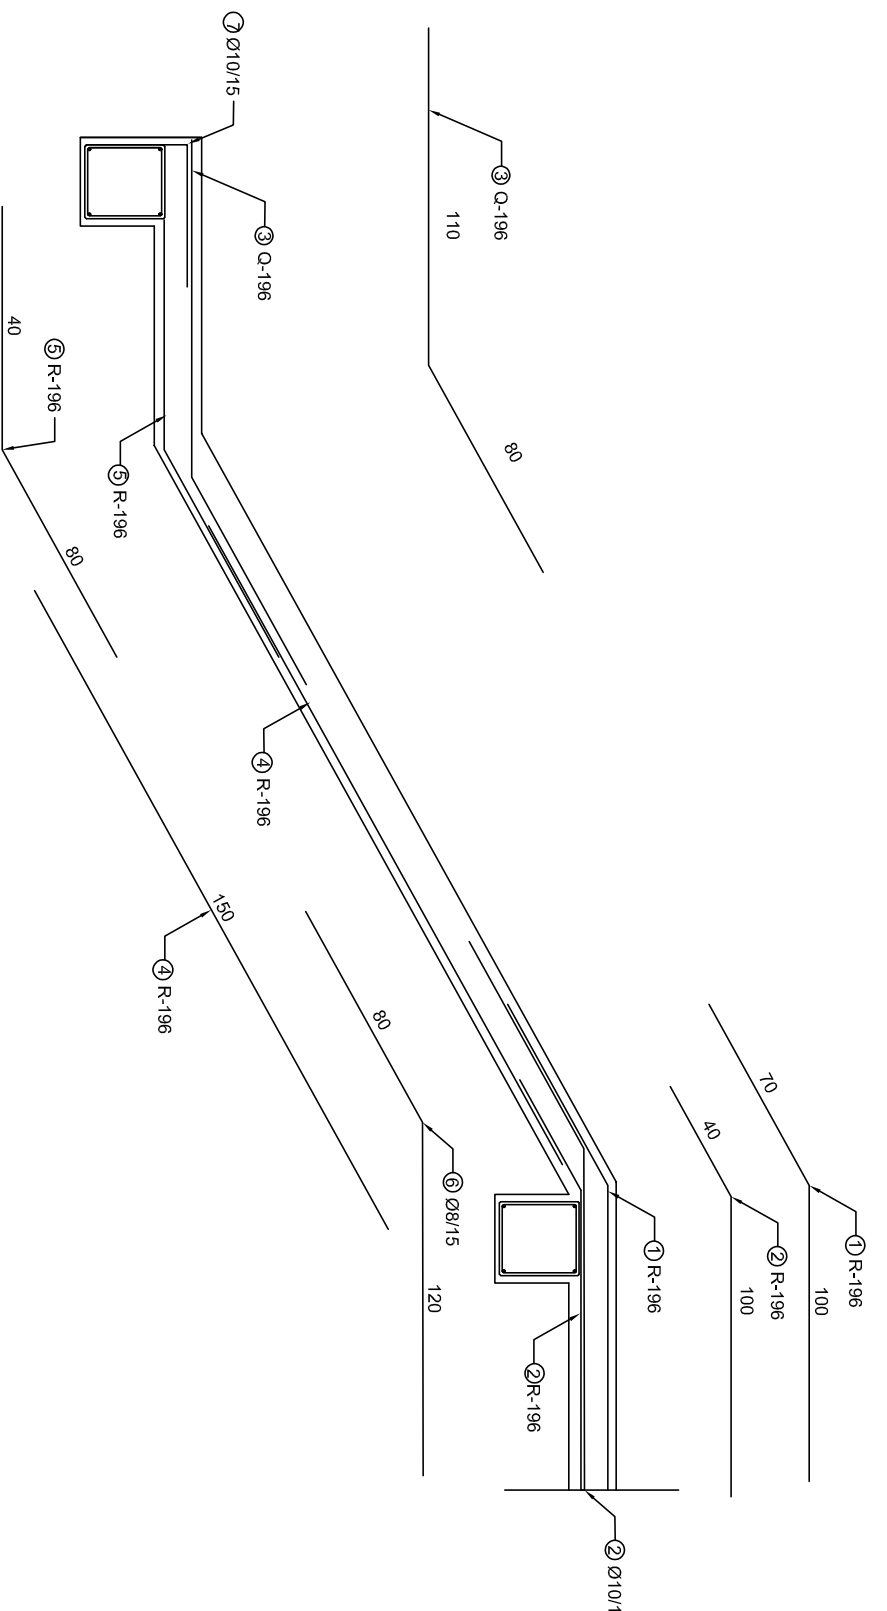 ① R-196
100
② R-196
70
100
40
① R-196
② Ø10/1
② R-196
80
③ Q-196
110
⑥ Ø8/15
120
80
③ Q-196
④ R-196
⑦ Ø10/15
150
④ R-196
⑤ R-196
80
⑤ R-196
40